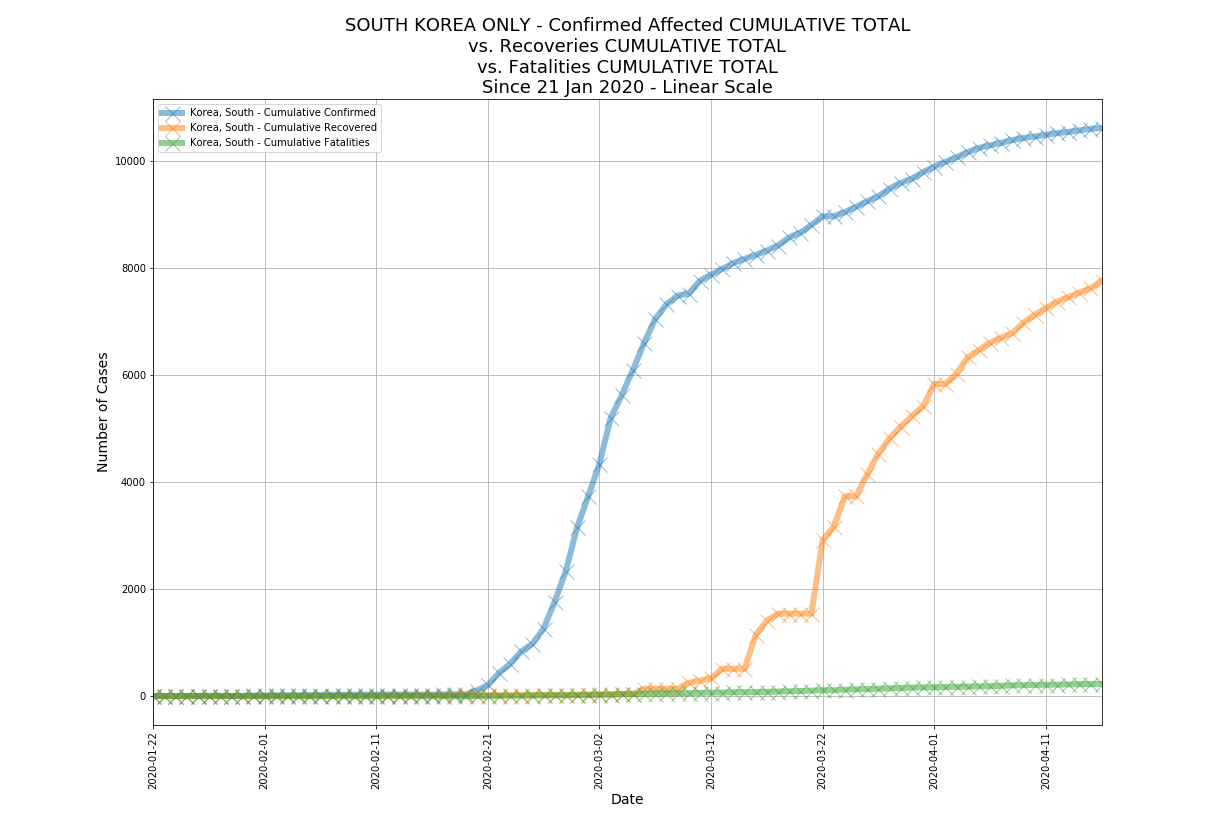 SOUTH KOREA ONLY - Confirmed Affected CUMULATIVE TOTAL
vs. Recoveries CUMULATIVE TOTAL
vs. Fatalities CUMULATIVE TOTAL
Since 21 Jan 2020 - Linear Scale
Korea, South - Cumulative Confirmed
Korea, South - Cumulative Recovered
Korea, South - Cumulative Fatalities
Number of Cases
10000
8000
6000
4000
2000
0
2020-01-22
2020-02-01
2020-02-11
2020-02-21
2020-03-02
2020-03-12
2020-03-22
2020-04-01
2020-04-11
Date